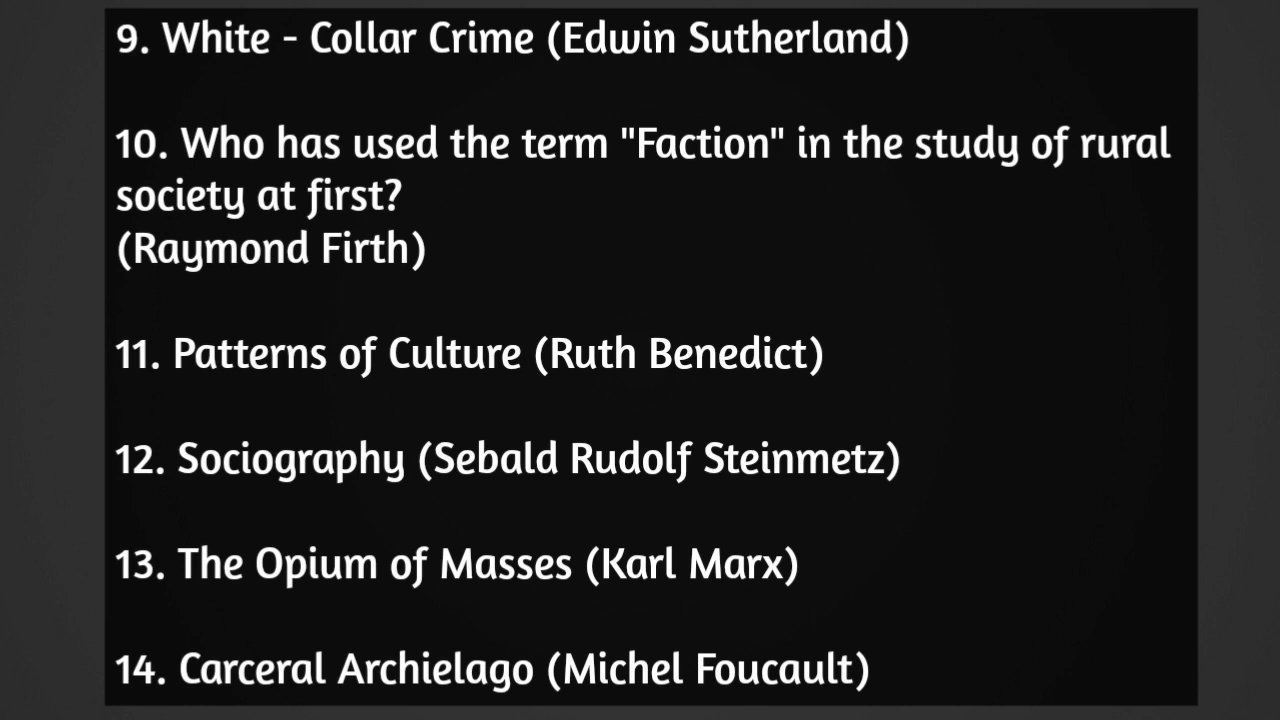 9. White - Collar Crime (Edwin Sutherland)
10. Who has used the term "Faction" in the study of rural
society at first?
(Raymond Firth)
11. Patterns of Culture (Ruth Benedict)
12. Sociography (Sebald Rudolf Steinmetz)
13. The Opium of Masses (Karl Marx)
14. Carceral Archielago (Michel Foucault)